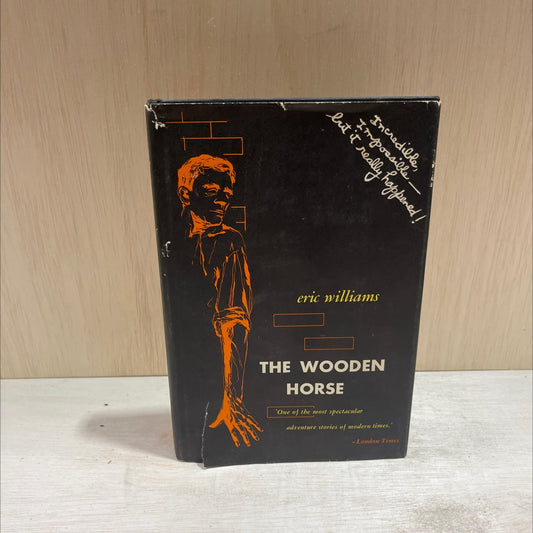 Incredible,
Impossible—
but it really happened!
eric williams
THE WOODEN
HORSE
'One of the most spectacular
adventure stories of modern times.'
-London Times